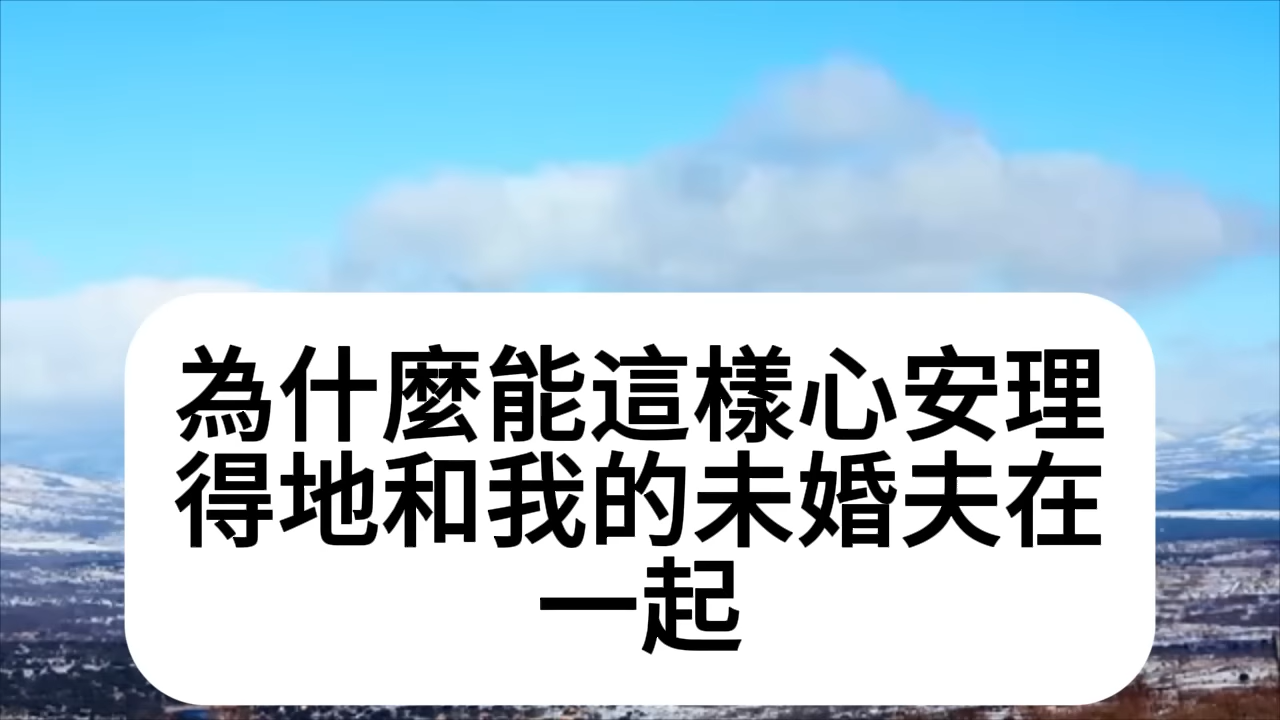 為什麼能這樣心安理
得地和我的未婚夫在
一起